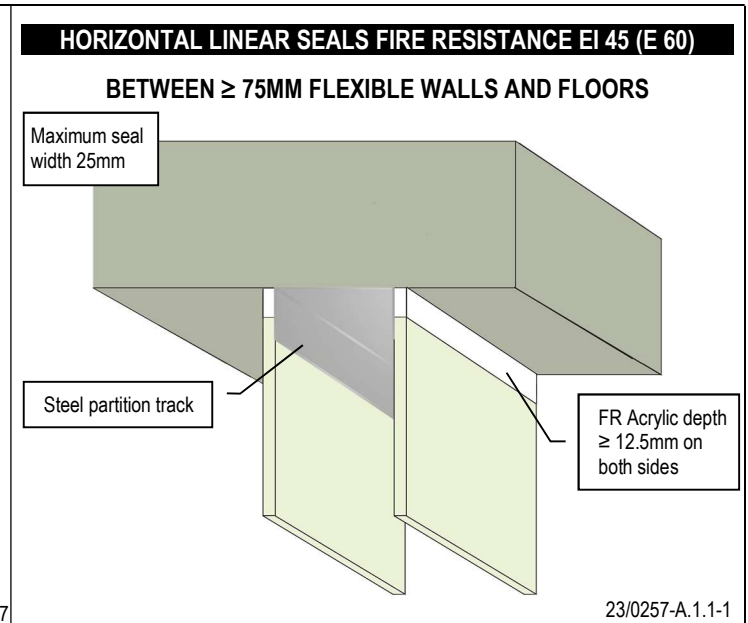 HORIZONTAL LINEAR SEALS FIRE RESISTANCE EI 45 (E 60)
BETWEEN ≥ 75MM FLEXIBLE WALLS AND FLOORS
Maximum seal
width 25mm
Steel partition track
FR Acrylic depth
≥ 12.5mm on
both sides
7
23/0257-A.1.1-1